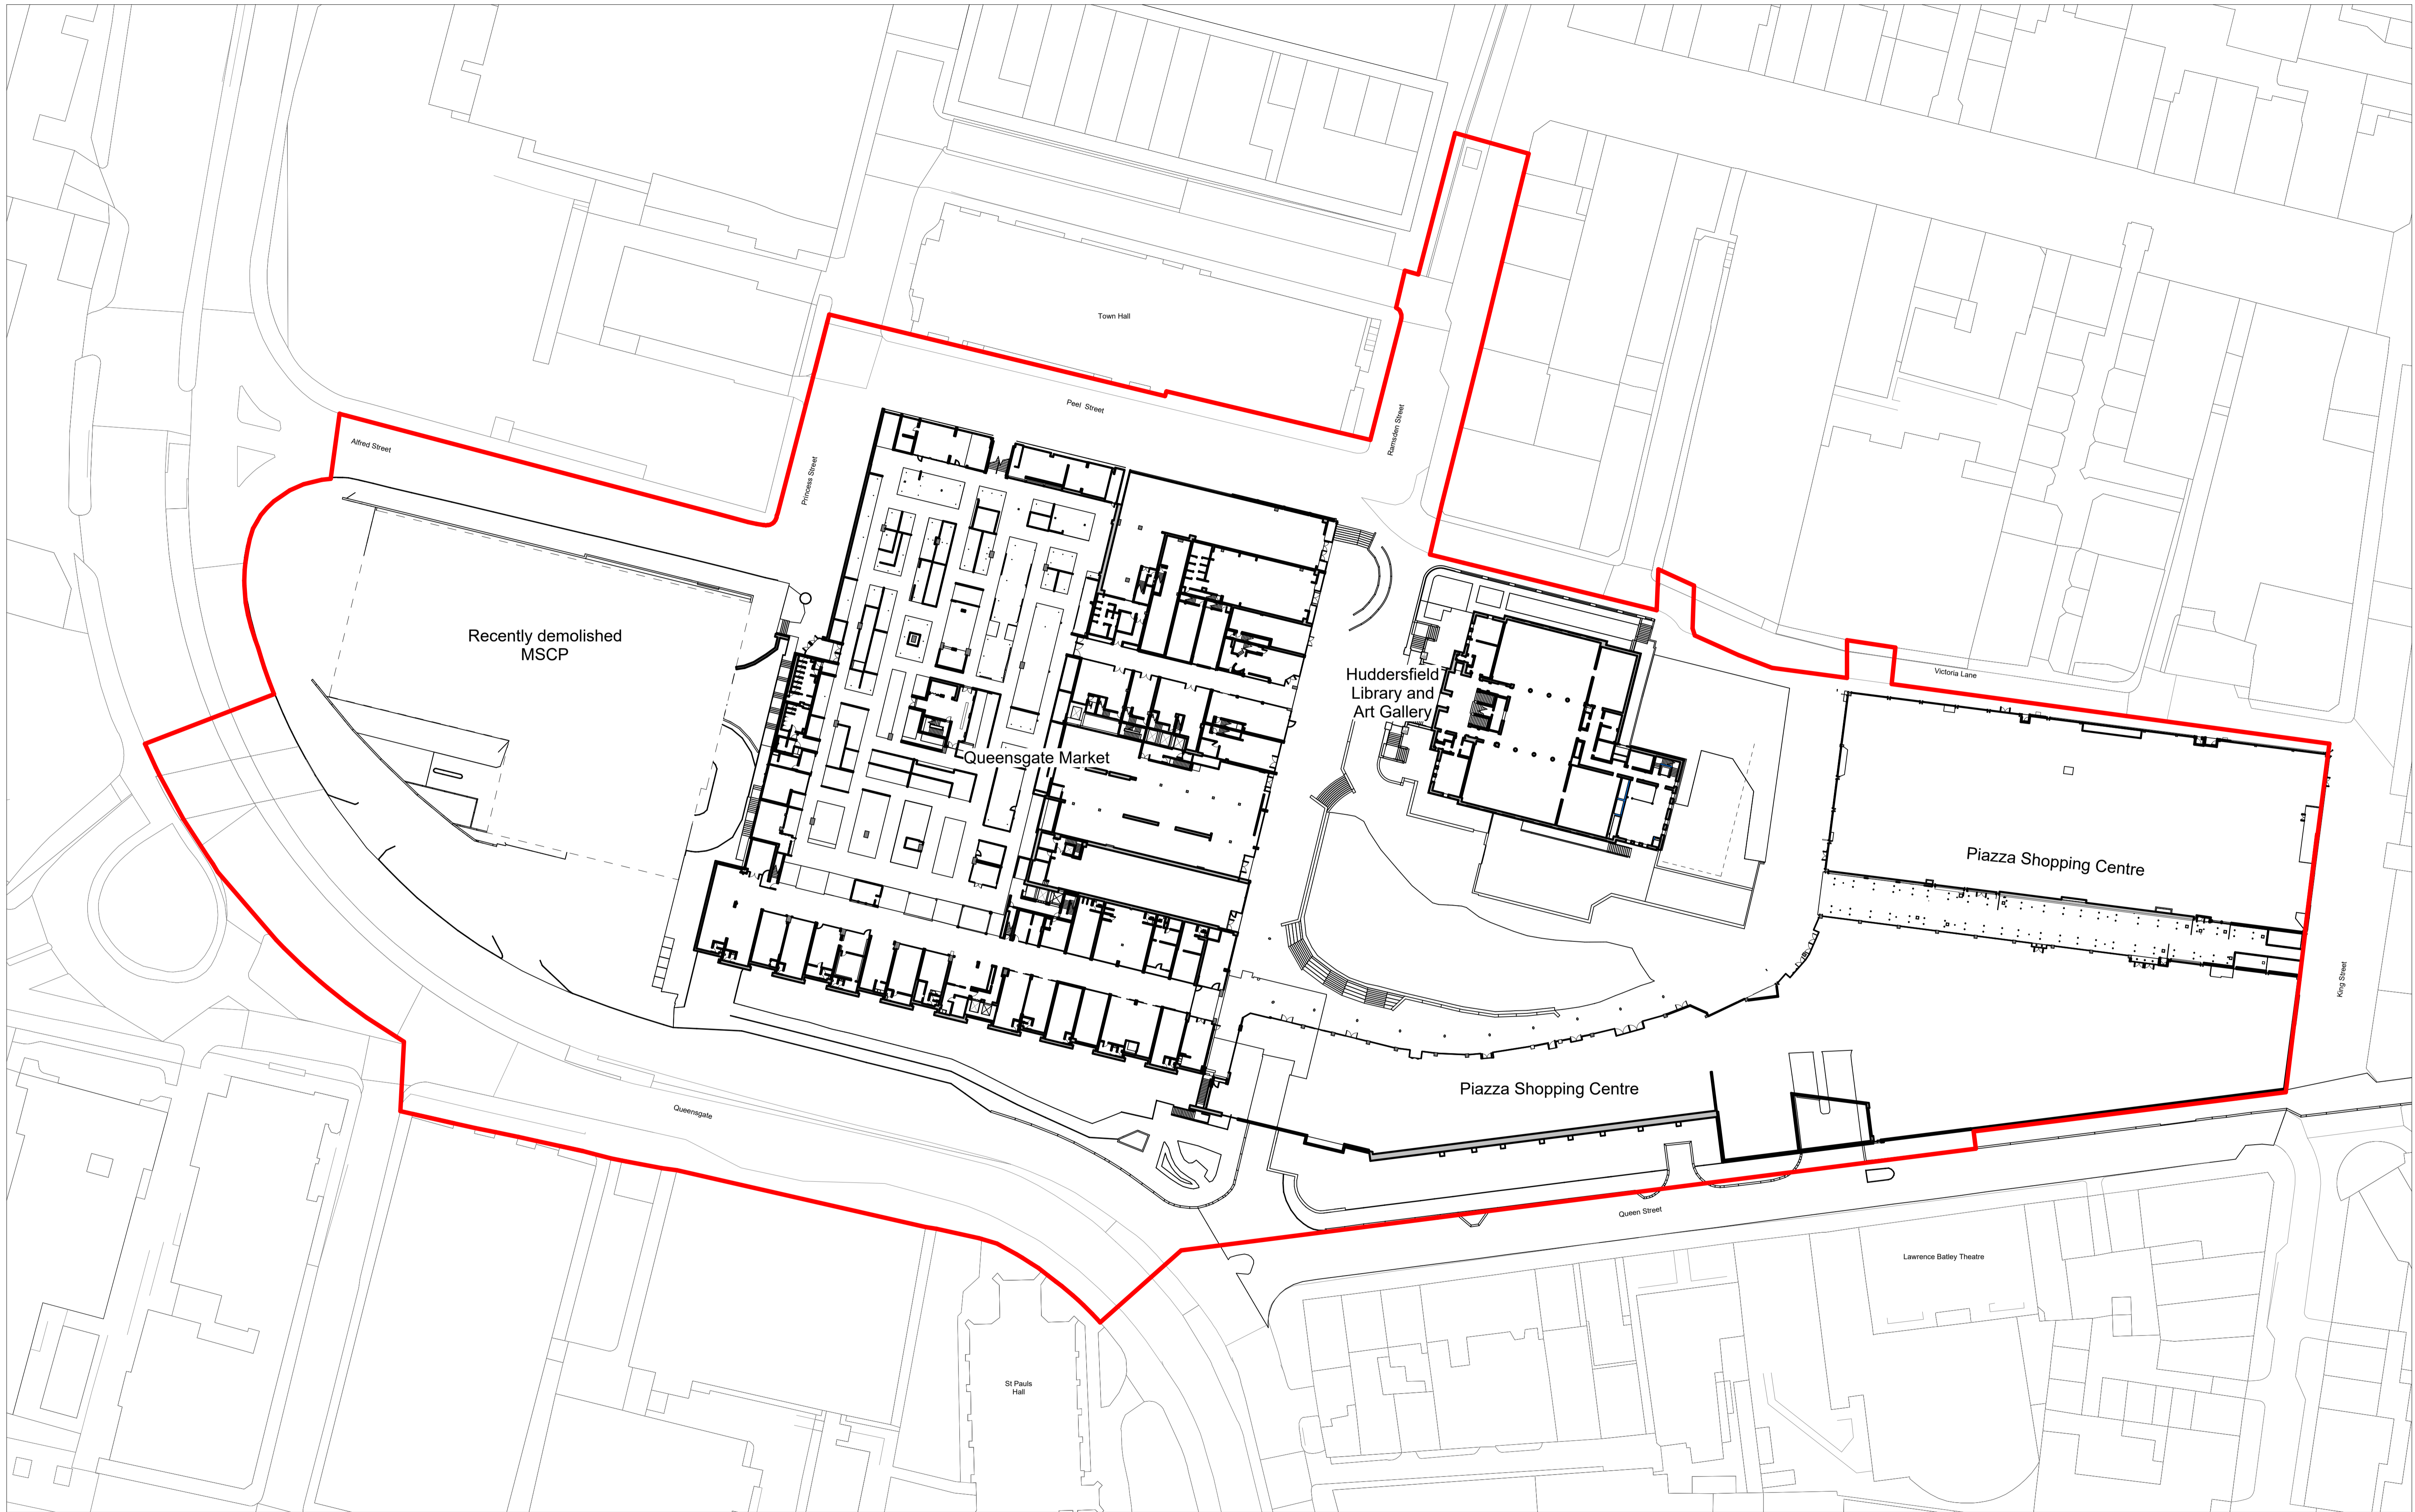 Town Hall
Peel Street
Ramsden Street
Alfred Street
Princess Street
Recently demolished
MSCP
Huddersfield
Library and
Art Gallery
Victoria Lane
Queensgate Market
Piazza Shopping Centre
King Street
Piazza Shopping Centre
Queensgate
Queen Street
Lawrence Batley Theatre
St Pauls
Hall